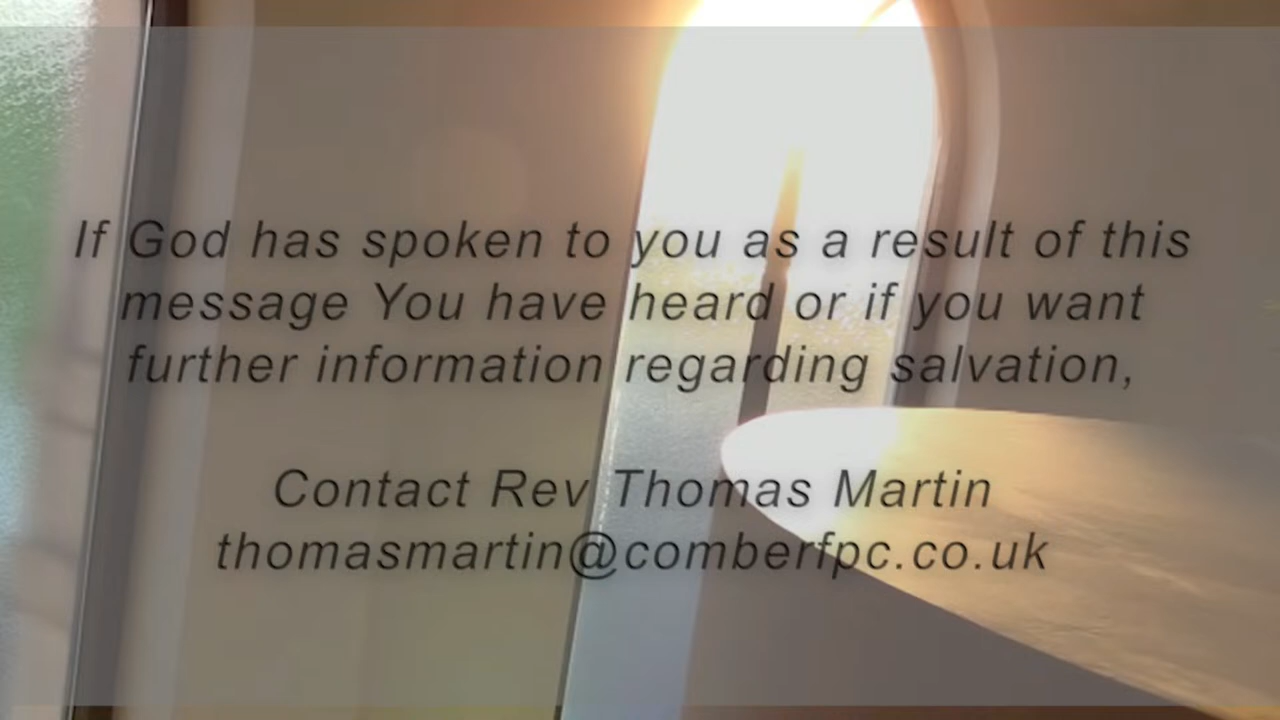 If God has spoken to you as a result of this
message You have heard or if you want
further information regarding salvation,
Contact Rev Thomas Martin
thomasmartin@comberfpc.co.uk